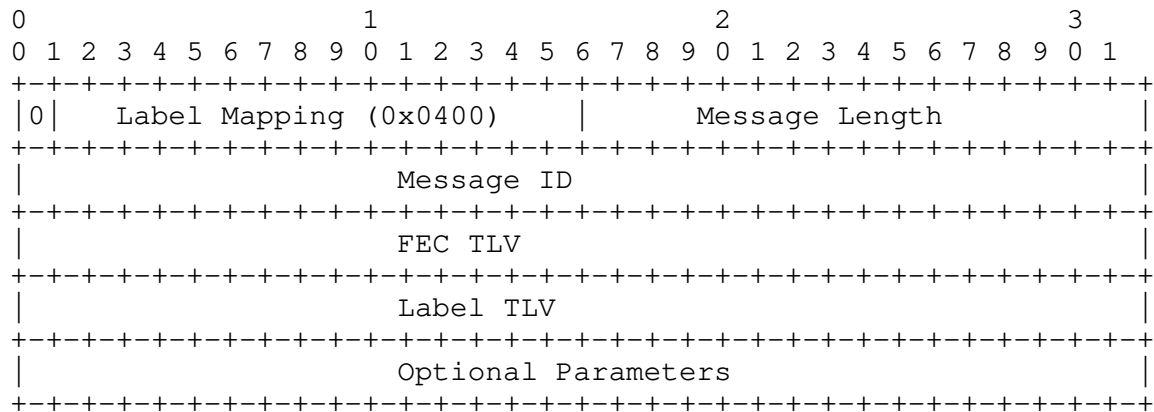 0                   1                   2                   3
0 1 2 3 4 5 6 7 8 9 0 1 2 3 4 5 6 7 8 9 0 1 2 3 4 5 6 7 8 9 0 1
+-+-+-+-+-+-+-+-+-+-+-+-+-+-+-+-+-+-+-+-+-+-+-+-+-+-+-+-+-+-+-+-+
|0|   Label Mapping (0x0400)    |      Message Length           |
+-+-+-+-+-+-+-+-+-+-+-+-+-+-+-+-+-+-+-+-+-+-+-+-+-+-+-+-+-+-+-+-+
|                     Message ID                                |
+-+-+-+-+-+-+-+-+-+-+-+-+-+-+-+-+-+-+-+-+-+-+-+-+-+-+-+-+-+-+-+-+
|                     FEC TLV                                   |
+-+-+-+-+-+-+-+-+-+-+-+-+-+-+-+-+-+-+-+-+-+-+-+-+-+-+-+-+-+-+-+-+
|                     Label TLV                                 |
+-+-+-+-+-+-+-+-+-+-+-+-+-+-+-+-+-+-+-+-+-+-+-+-+-+-+-+-+-+-+-+-+
|                     Optional Parameters                       |
+-+-+-+-+-+-+-+-+-+-+-+-+-+-+-+-+-+-+-+-+-+-+-+-+-+-+-+-+-+-+-+-+